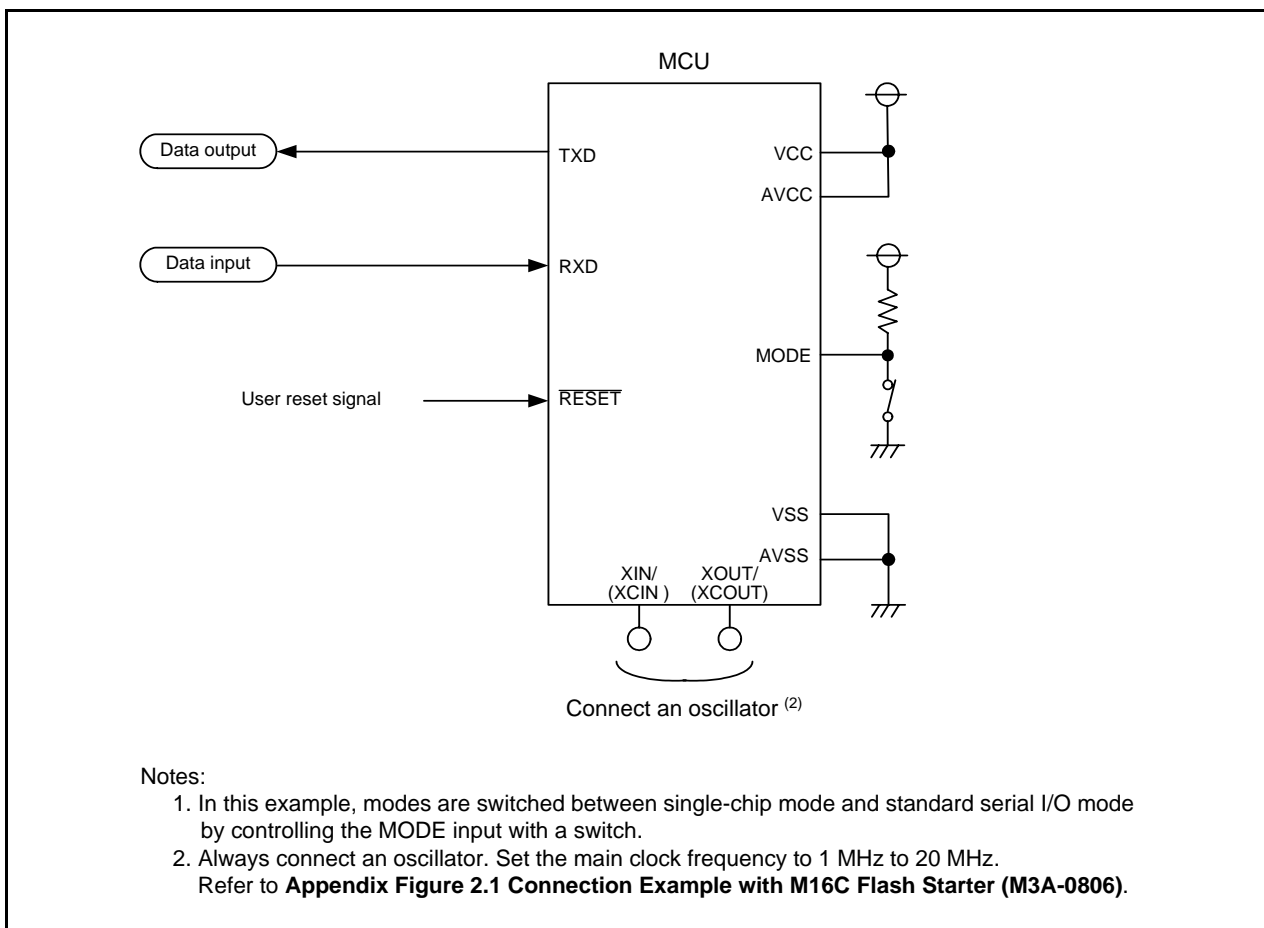 MCU
Data output
TXD
VCC
AVCC
Data input
RXD
MODE
User reset signal
RESET
VSS
AVSS
XIN/
(XCIN )
XOUT/
(XCOUT)
Connect an oscillator (2)
Notes:
1. In this example, modes are switched between single-chip mode and standard serial I/O mode
by controlling the MODE input with a switch.
2. Always connect an oscillator. Set the main clock frequency to 1 MHz to 20 MHz.
Refer to Appendix Figure 2.1 Connection Example with M16C Flash Starter (M3A-0806).